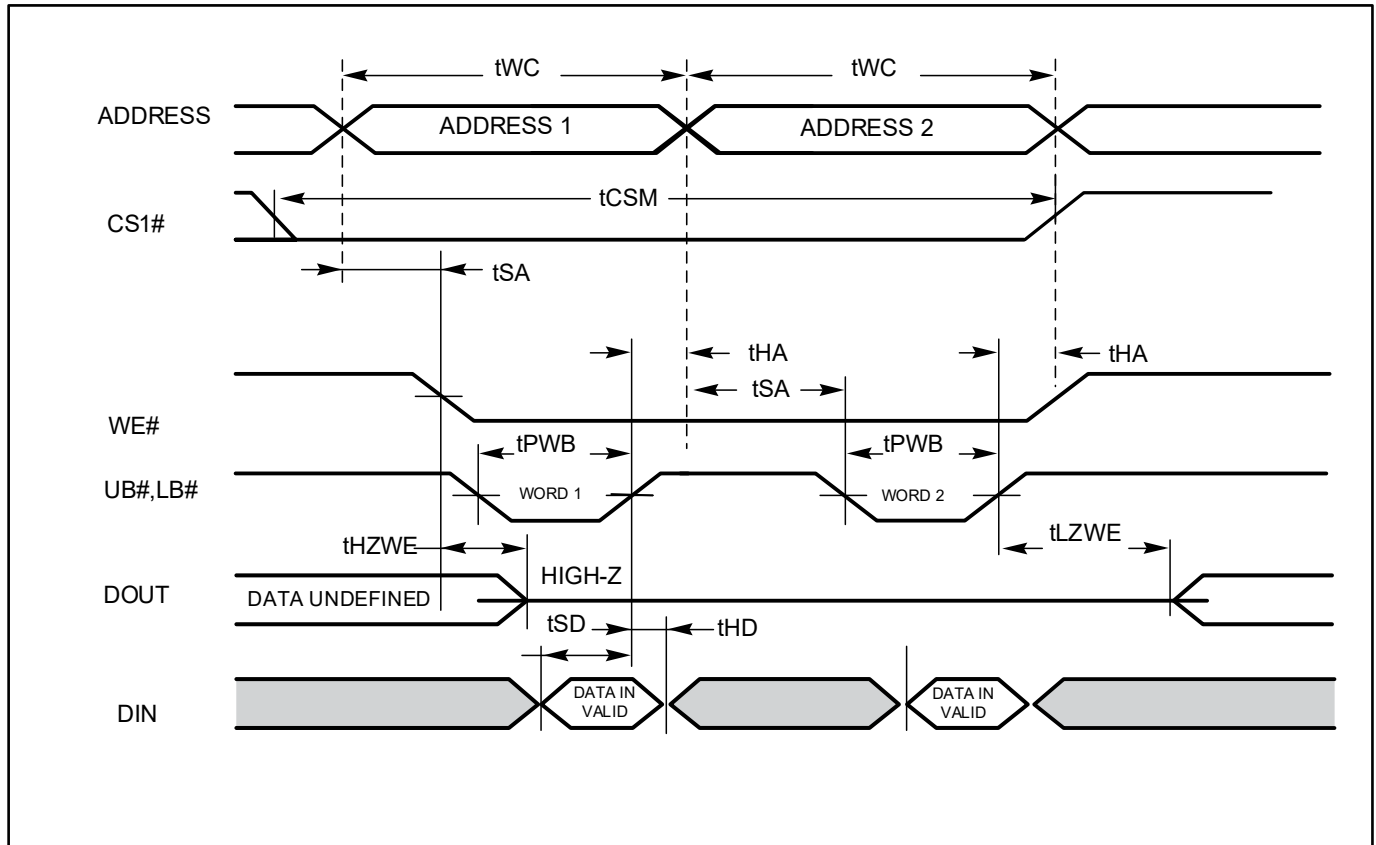 tWC tWC
ADDRESS ADDRESS 1 ADDRESS 2
tCSM
CS1#
tSA
tHA tHA
tSA
WE#
tPWB tPWB
UB#,LB# WORD 1 WORD 2
tHZWE tLZWE
HIGH-Z
DOUT DATA UNDEFINED
tSD tHD
DATA IN DATA IN
VALID VALID
DIN